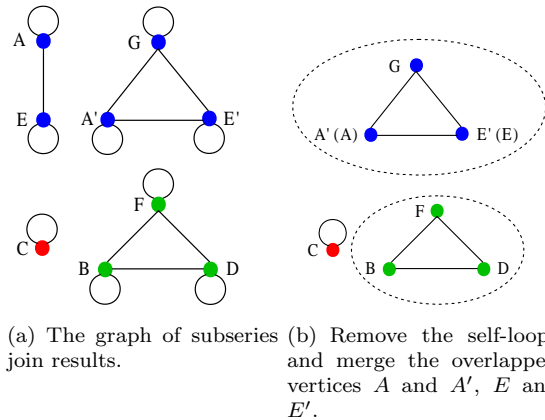 A
G
E
A'
E'
F
C
B
D
G
A' (A)
E' (E)
F
C
B
D
(a) The graph of subseries
join results.
(b) Remove the self-loop
and merge the overlappe
vertices A and A′, E an
E′.